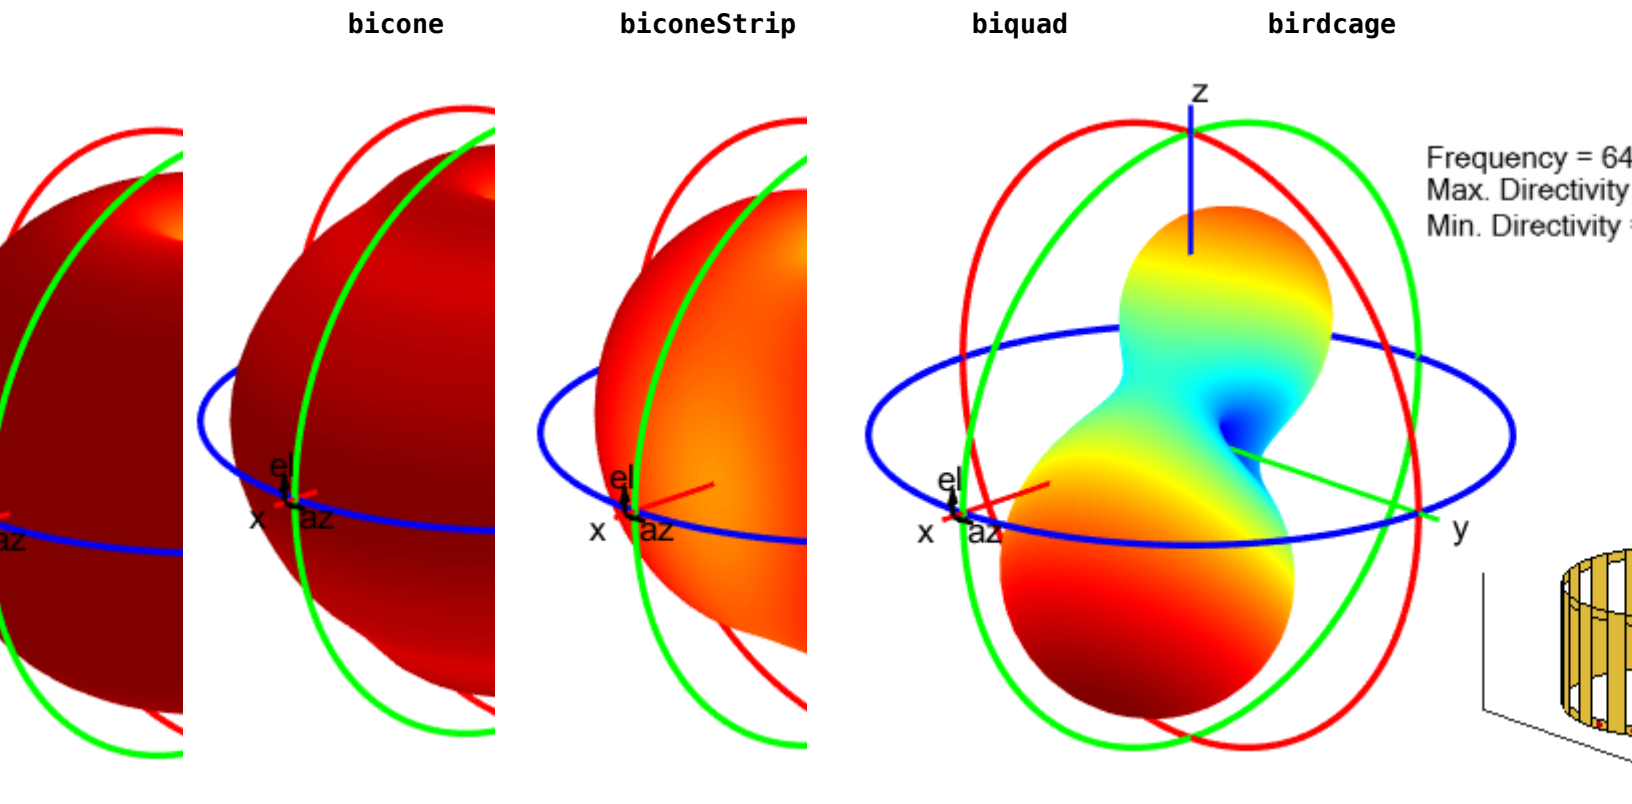 bicone biconeStrip biquad birdcage
z
Frequency = 64
Max. Directivity
Min. Directivity =
el
x az
az
el
x az
el
x az
y